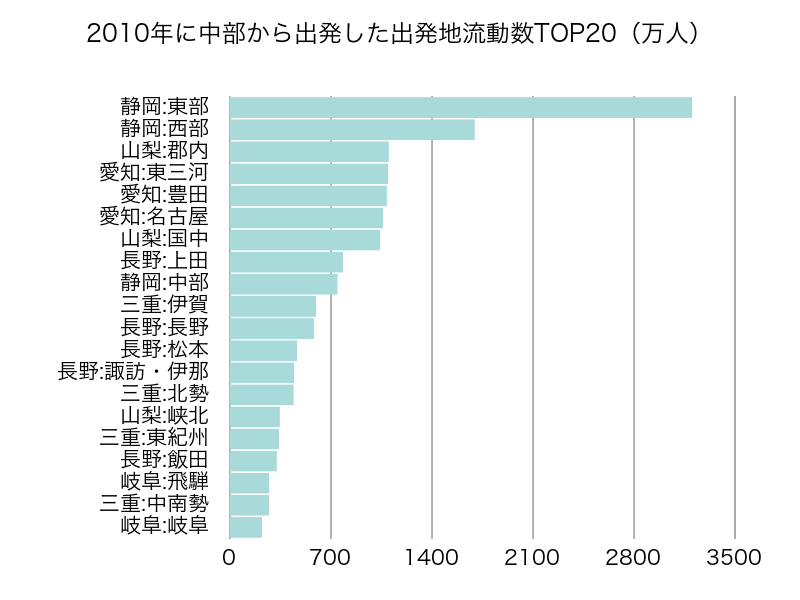 2010年に中部から出発した出発地流動数TOP20（万人）
静岡:東部
静岡:西部
山梨:郡内
愛知:東三河
愛知:豊田
愛知:名古屋
山梨:国中
長野:上田
静岡:中部
三重:伊賀
長野:長野
長野:松本
長野:諏訪・伊那
三重:北勢
山梨:峡北
三重:東紀州
長野:飯田
岐阜:飛騨
三重:中南勢
岐阜:岐阜
0 700 1400 2100 2800 3500